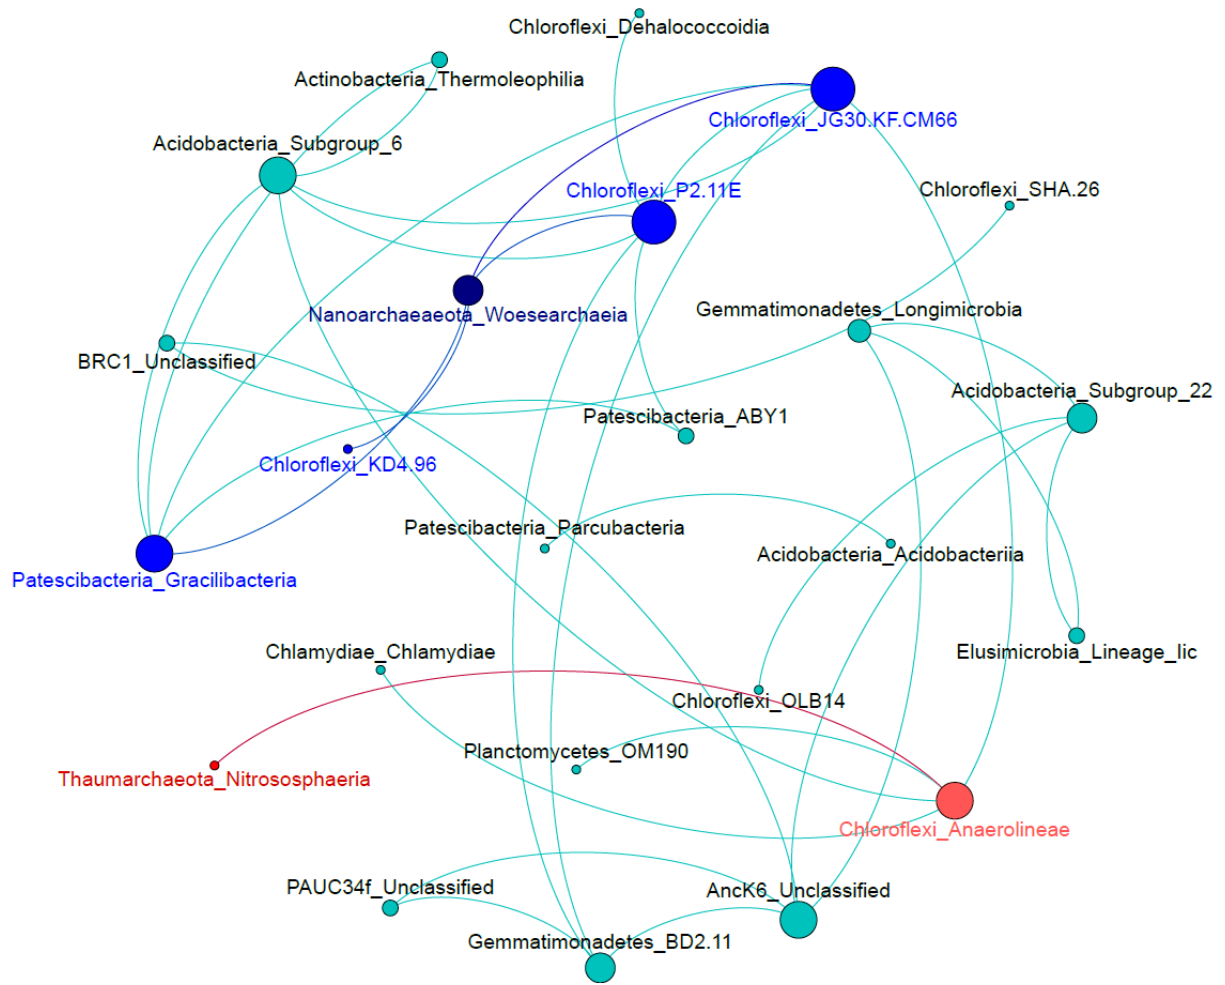 Chloroflexi_Dehalococcoidia
Actinobacteria_Thermoleophilia
Chloroflexi_JG30.KF.CM66
Acidobacteria_Subgroup_6
Chloroflexi_P2.11E
Chloroflexi_SHA.26
Nanoarchaeaeota_Woesearchaeia
Gemmatimonadetes_Longimicrobia
BRC1_Unclassified
Acidobacteria_Subgroup_22
Patescibacteria_ABY1
Chloroflexi_KD4.96
Patescibacteria_Parcubacteria
Acidobacteria_Acidobacteriia
Patescibacteria_Gracilibacteria
Chlamydiae_Chlamydiae
Elusimicrobia_Lineage_IIc
Chloroflexi_OLB14
Planctomycetes_OM190
Thaumarchaeota_Nitrososphaeria
Chloroflexi_Anaerolineae
PAUC34f_Unclassified
AncK6_Unclassified
Gemmatimonadetes_BD2.11